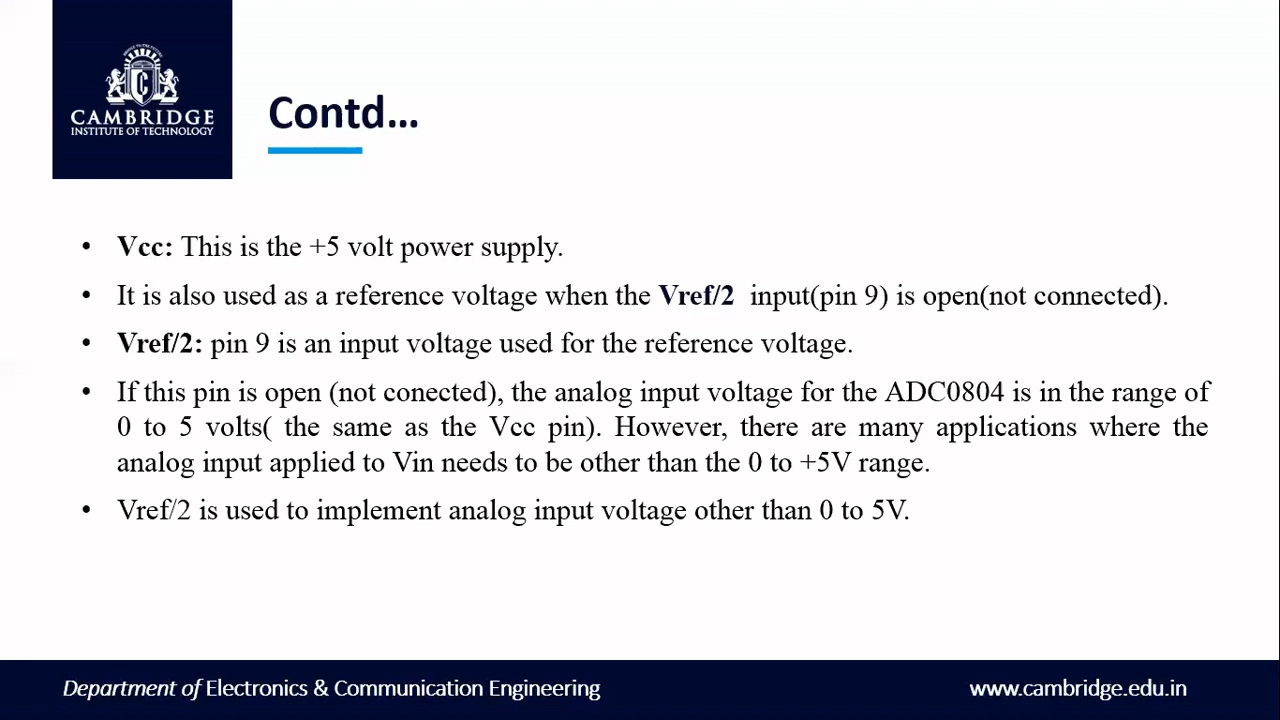 CAMBRIDGE
INSTITUTE OF TECHNOLOGY
Contd...
• Vcc: This is the +5 volt power supply.
• It is also used as a reference voltage when the Vref/2 input(pin 9) is open(not connected).
• Vref/2: pin 9 is an input voltage used for the reference voltage.
• If this pin is open (not conected), the analog input voltage for the ADC0804 is in the range of
0 to 5 volts( the same as the Vcc pin). However, there are many applications where the
analog input applied to Vin needs to be other than the 0 to +5V range.
• Vref/2 is used to implement analog input voltage other than 0 to 5V.
Department of Electronics & Communication Engineering
www.cambridge.edu.in